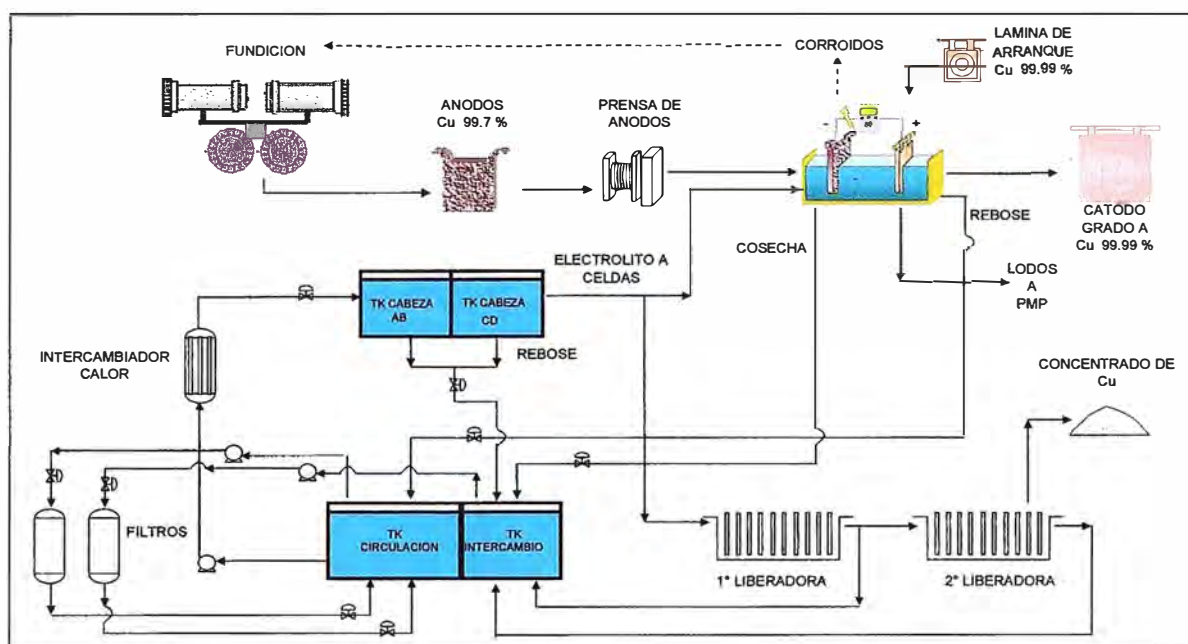 FUNDICION
CORROIDOS
LAMINA DE
ARRANQUE
Cu 99.99 %
ANODOS
Cu 99.7 %
PRENSA DE
ANODOS
-
+
REBOSE
CATODO
GRADO A
Cu 99.99 %
COSECHA
ELECTROLITO A
CELDAS
LODOS
A
PMP
TK CABEZA
AB
TK CABEZA
CD
REBOSE
INTERCAMBIADOR
CALOR
CONCENTRADO DE
Cu
FILTROS
TK
CIRCULACION
TK
INTERCAMBIO
1° LIBERADORA
2° LIBERADORA